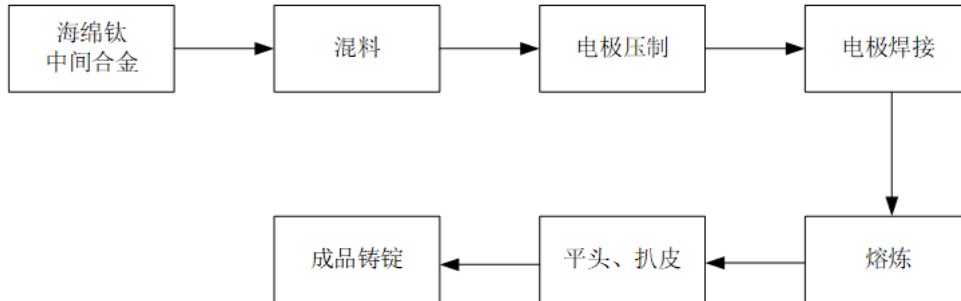 海绵钛
中间合金
混料
电极压制
电极焊接
熔炼
平头、扒皮
成品铸锭